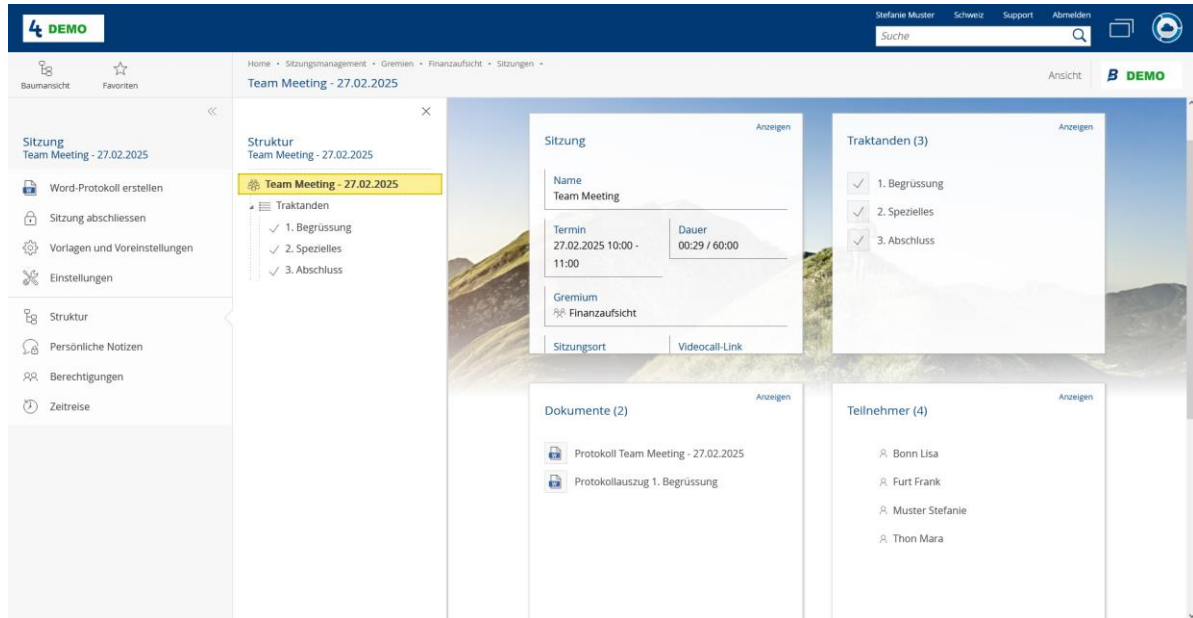 4 DEMO
Stefanie Muster Schweiz Support Abmelden
Suche
Baumansicht Favoriten
Home • Sitzungsmanagement • Gremien • Finanzaufsicht • Sitzungen •
Team Meeting - 27.02.2025
Ansicht
B DEMO
Sitzung
Team Meeting - 27.02.2025
Word-Protokoll erstellen
Sitzung abschliessen
Vorlagen und Voreinstellungen
Einstellungen
Struktur
Persönliche Notizen
Berechtigungen
Zeitreise
Struktur
Team Meeting - 27.02.2025
Team Meeting - 27.02.2025
Traktanden
1. Begrüssung
2. Spezielles
3. Abschluss
Anzeigen
Sitzung
Name
Team Meeting
Termin
27.02.2025 10:00 -
11:00
Dauer
00:29 / 60:00
Gremium
Finanzaufsicht
Sitzungsort
Videocall-Link
Anzeigen
Traktanden (3)
1. Begrüssung
2. Spezielles
3. Abschluss
Anzeigen
Dokumente (2)
Protokoll Team Meeting - 27.02.2025
Protokollauszug 1. Begrüssung
Anzeigen
Teilnehmer (4)
Bonn Lisa
Furt Frank
Muster Stefanie
Thon Mara